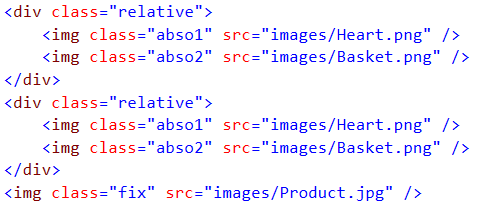 <div class="relative">
    <img class="abso1" src="images/Heart.png" />
    <img class="abso2" src="images/Basket.png" />
</div>
<div class="relative">
    <img class="abso1" src="images/Heart.png" />
    <img class="abso2" src="images/Basket.png" />
</div>
<img class="fix" src="images/Product.jpg" />